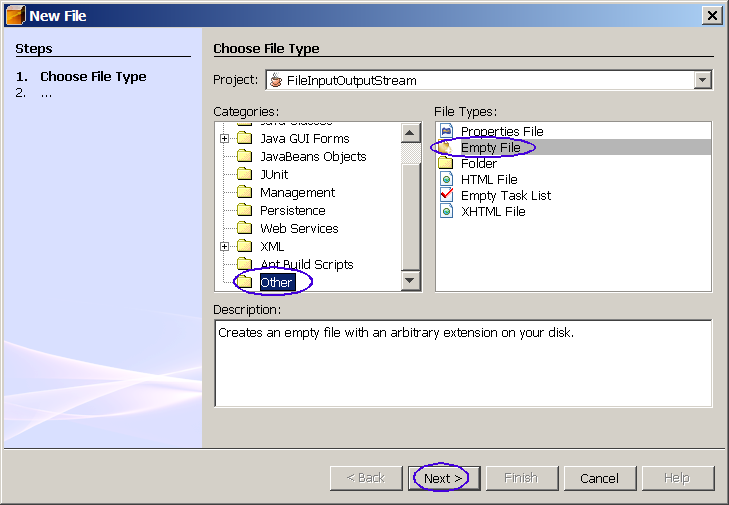 New File
Steps
1. Choose File Type
2. ...
Choose File Type
Project: FileInputOutputStream
Categories:
Java Classes
Java GUI Forms
JavaBeans Objects
JUnit
Management
Persistence
Web Services
XML
Ant Build Scripts
Other
File Types:
Properties File
Empty File
Folder
HTML File
Empty Task List
XHTML File
Description:
Creates an empty file with an arbitrary extension on your disk.
< Back
Next >
Finish
Cancel
Help